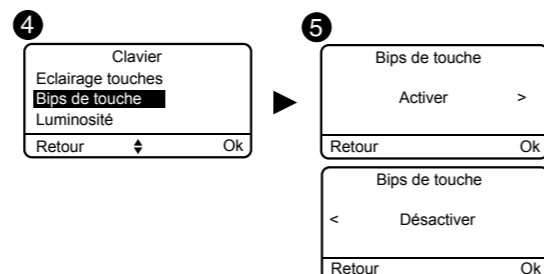 4
Clavier
Eclairage touches
Bips de touche
Luminosité
Retour Ok
5
Bips de touche
Activer >
Retour Ok
Bips de touche
< Désactiver
Retour Ok